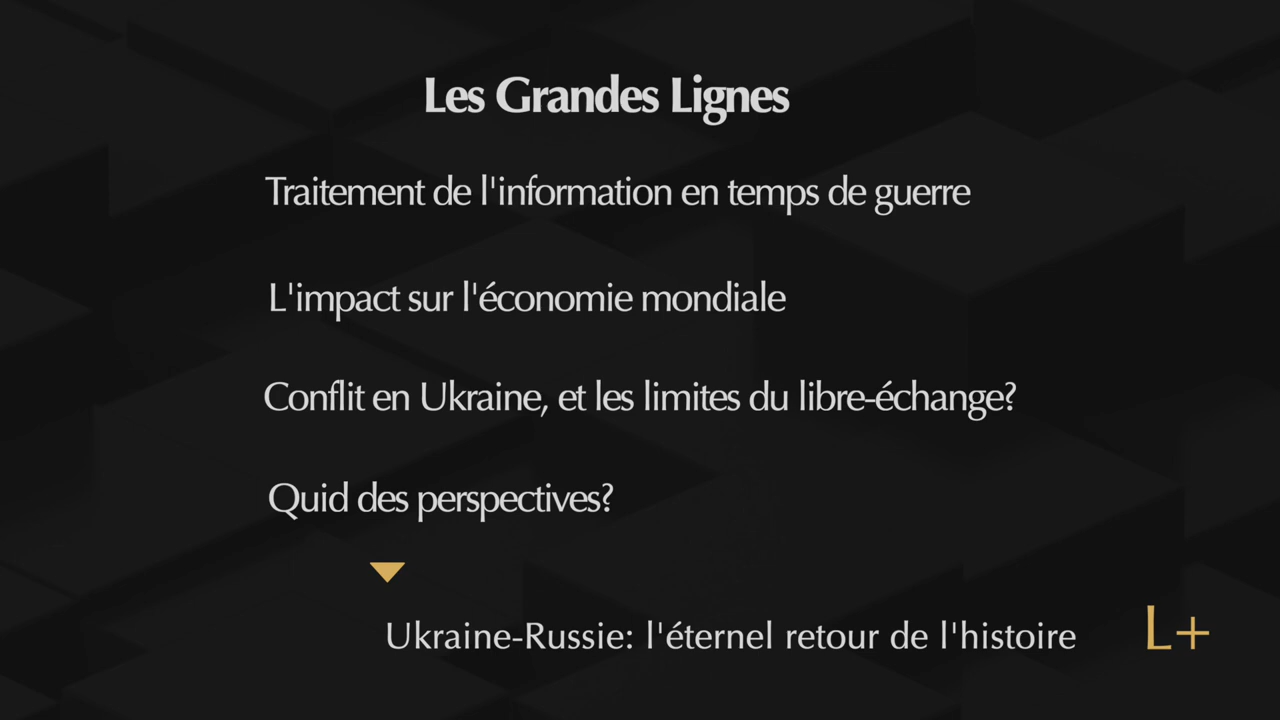 Les Grandes Lignes
Traitement de l'information en temps de guerre
L'impact sur l'économie mondiale
Conflit en Ukraine, et les limites du libre-échange?
Quid des perspectives?
Ukraine-Russie: l'éternel retour de l'histoire
L+